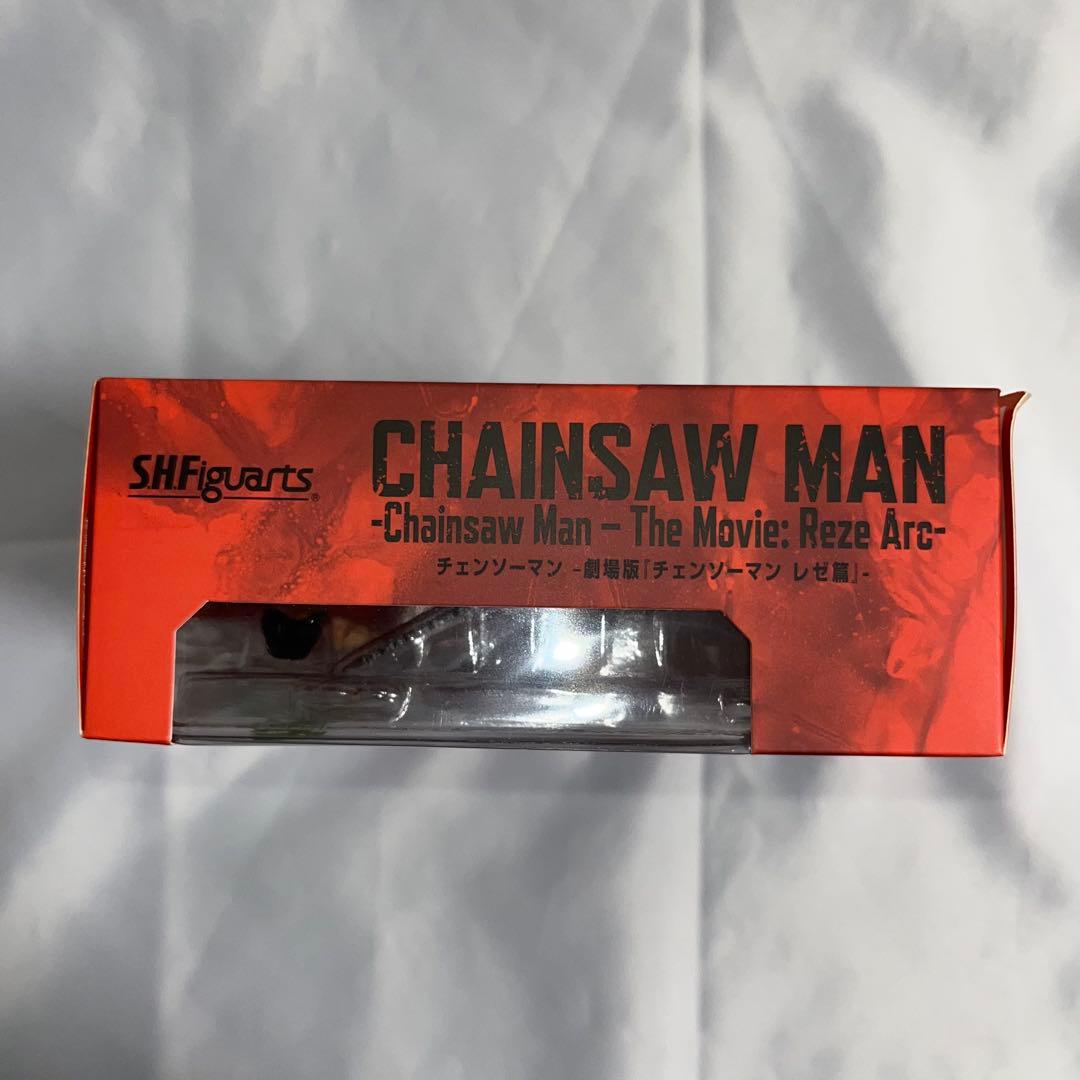 S.H.Figuarts®
CHAINSAW MAN
-Chainsaw Man – The Movie: Reze Arc-
チェンソーマン -劇場版『チェンソーマン レゼ篇』-